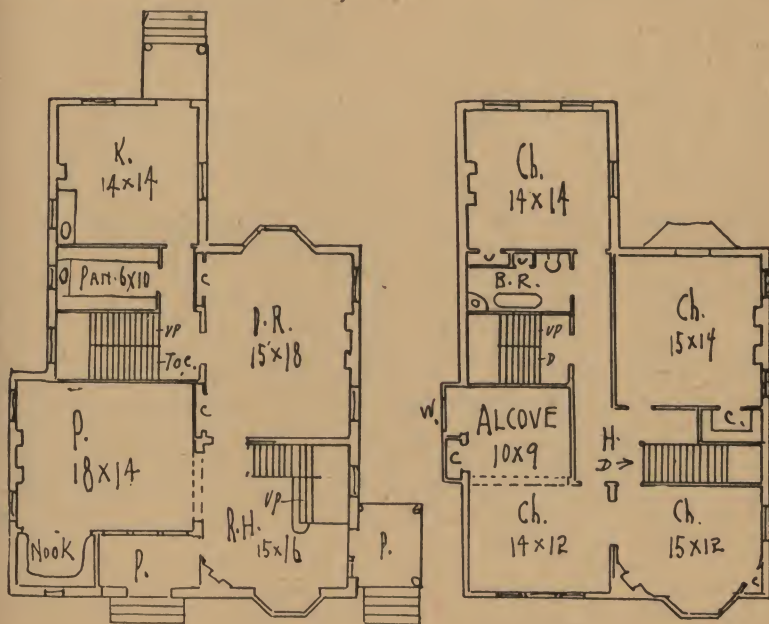 K.
14x14
PAN. 6x10
C
UP
To C.
D.R.
15x18
C
P.
18x14
UP
R.H.
15x16
NOOK
P.
P.
Ch.
14x14
B.R.
UP
D
Ch.
15x14
W.
ALCOVE
10x9
C
C.
H.
D→
Ch.
14x12
Ch.
15x12
C